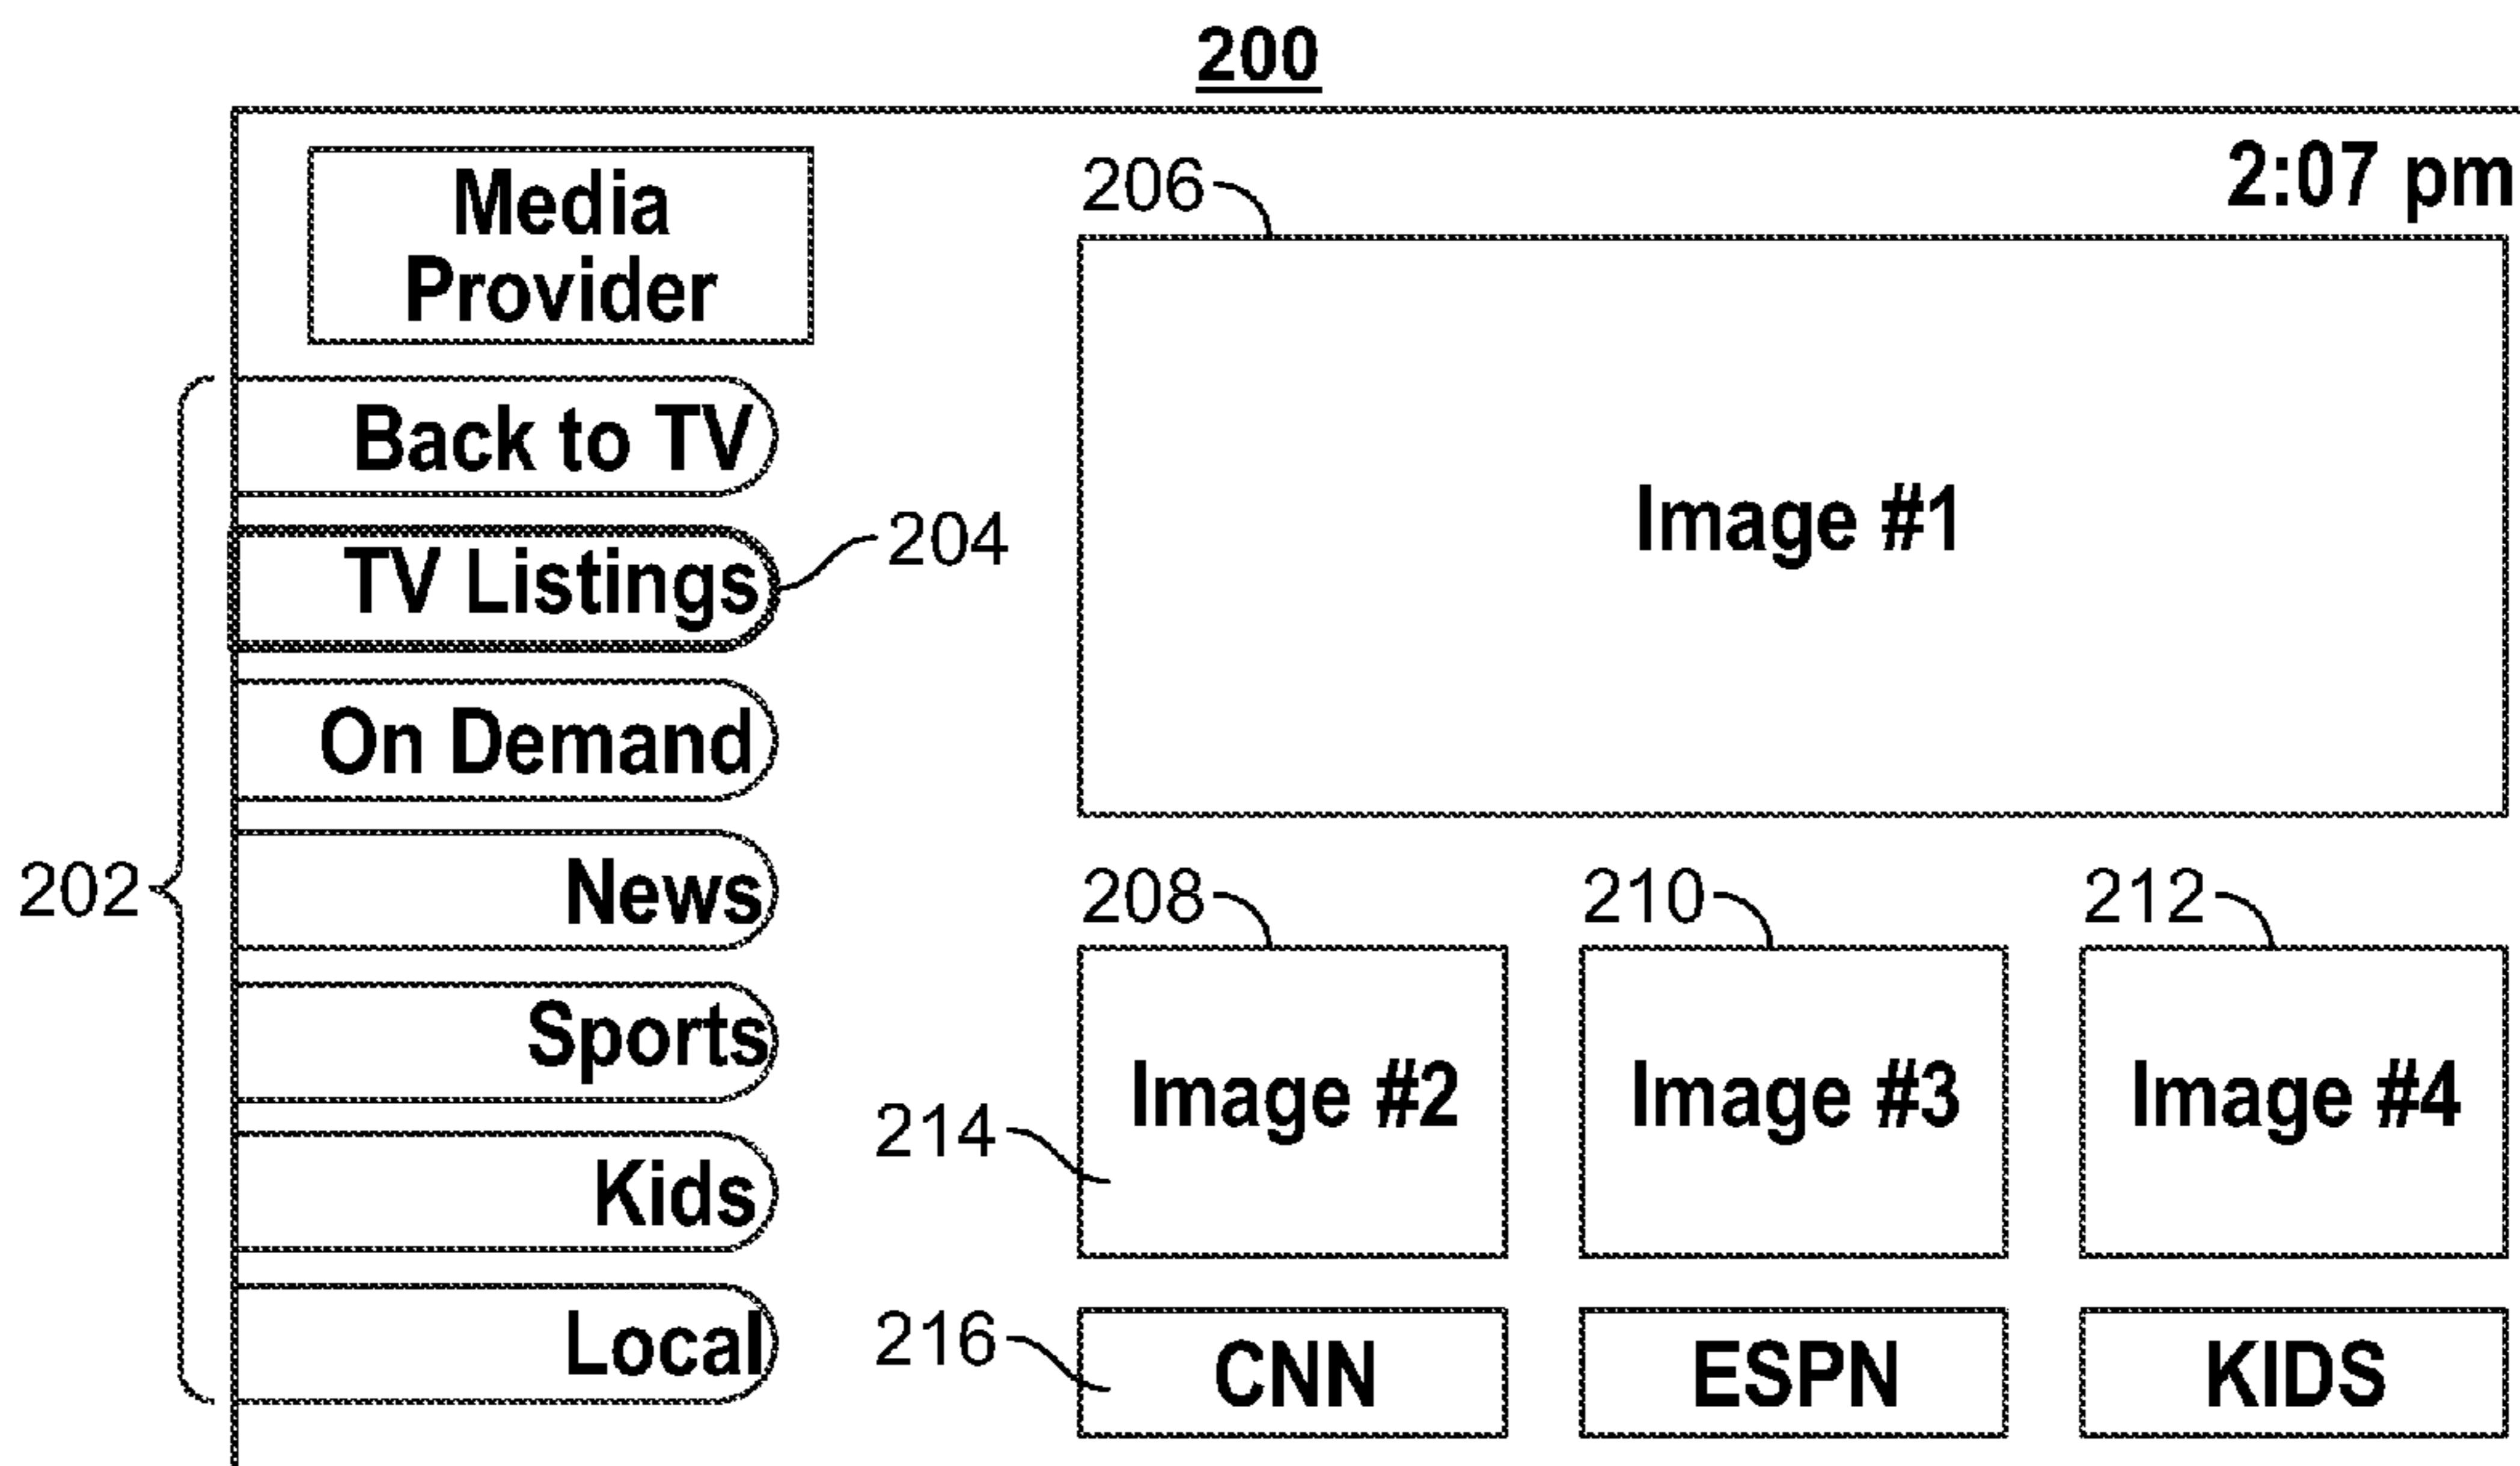 200
2:07 pm
Media
Provider
206
Back to TV
Image #1
TV Listings
204
On Demand
202
News
208
210
212
Sports
Image #2
Image #3
Image #4
214
Kids
Local
216
CNN
ESPN
KIDS